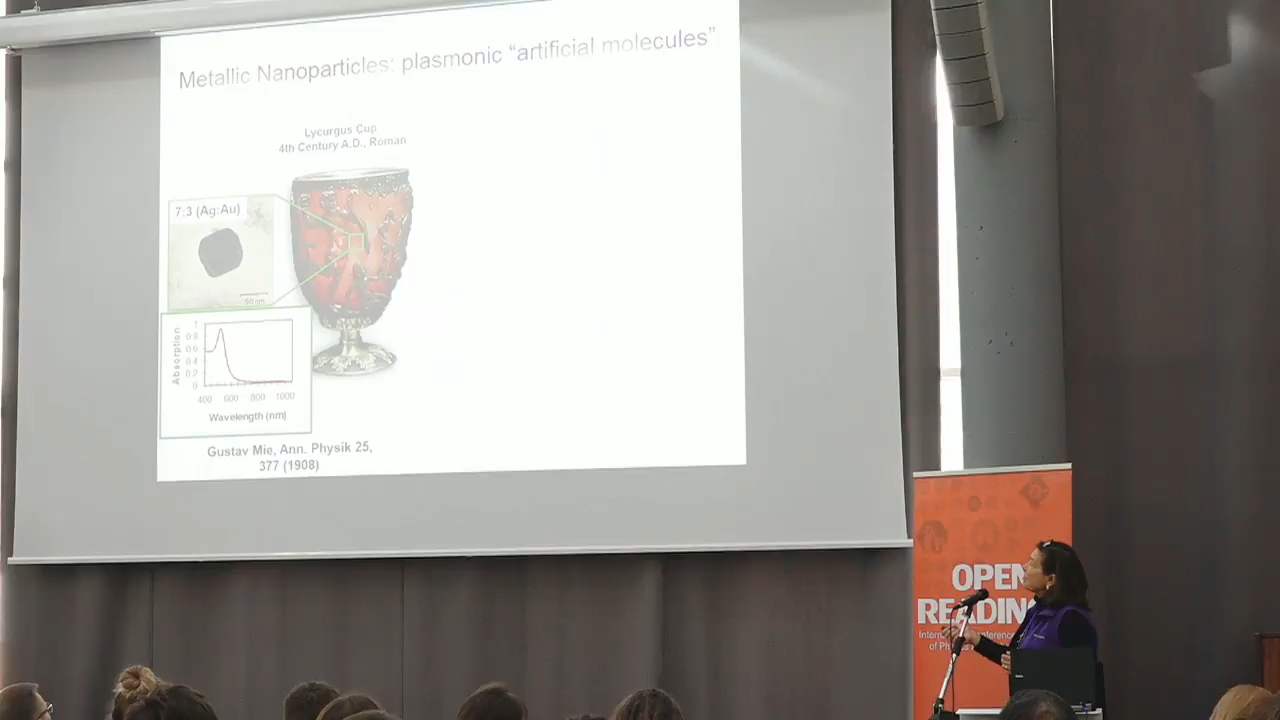 Metallic Nanoparticles: plasmonic “artificial molecules”
Lycurgus Cup
4th Century A.D., Roman
7:3 (Ag:Au)
50 nm
Absorption
1
0.8
0.6
0.4
0.2
0
400 600 800 1000
Wavelength (nm)
Gustav Mie, Ann. Physik 25,
377 (1908)
OPEN
READIN
of